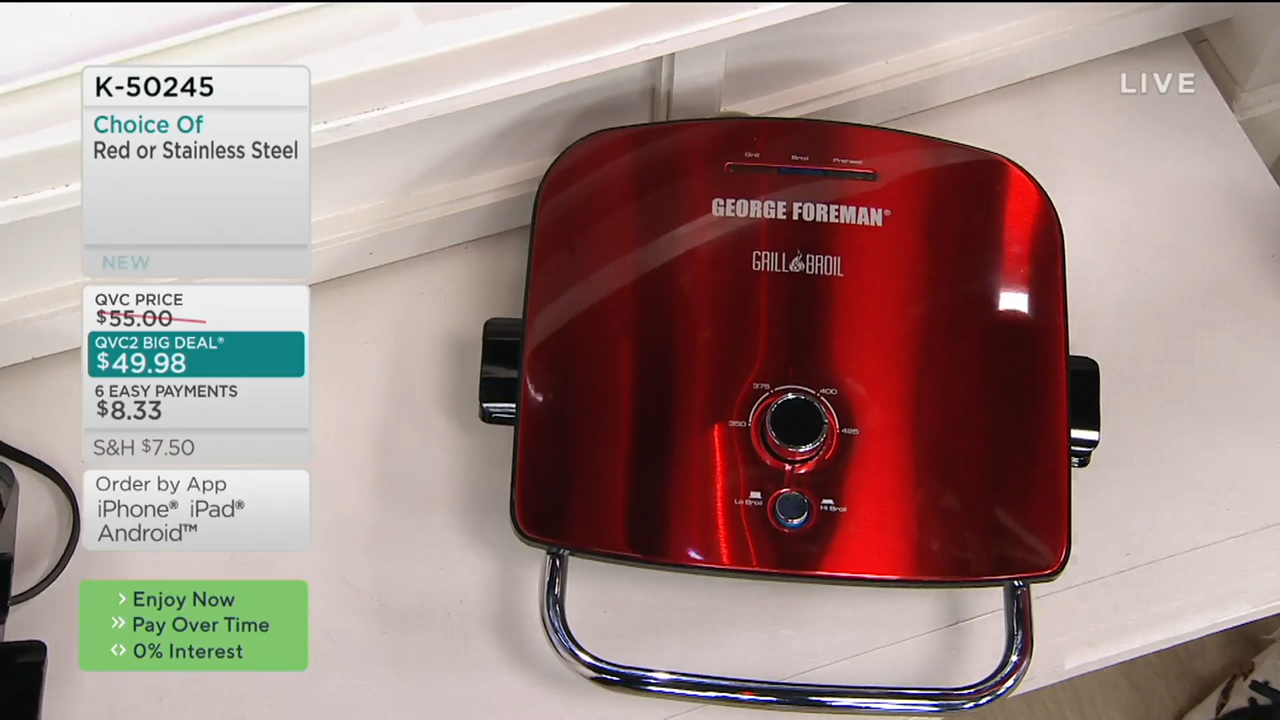 K-50245
Choice Of
Red or Stainless Steel
NEW
QVC PRICE
$55.00
QVC2 BIG DEAL®
$49.98
6 EASY PAYMENTS
$8.33
S&H $7.50
Order by App
iPhone® iPad®
Android™
> Enjoy Now
>> Pay Over Time
<> 0% Interest
LIVE
Grill Broil Preheat
GEORGE FOREMAN®
GRILL & BROIL
375 400
350 425
Lo Broil Hi Broil